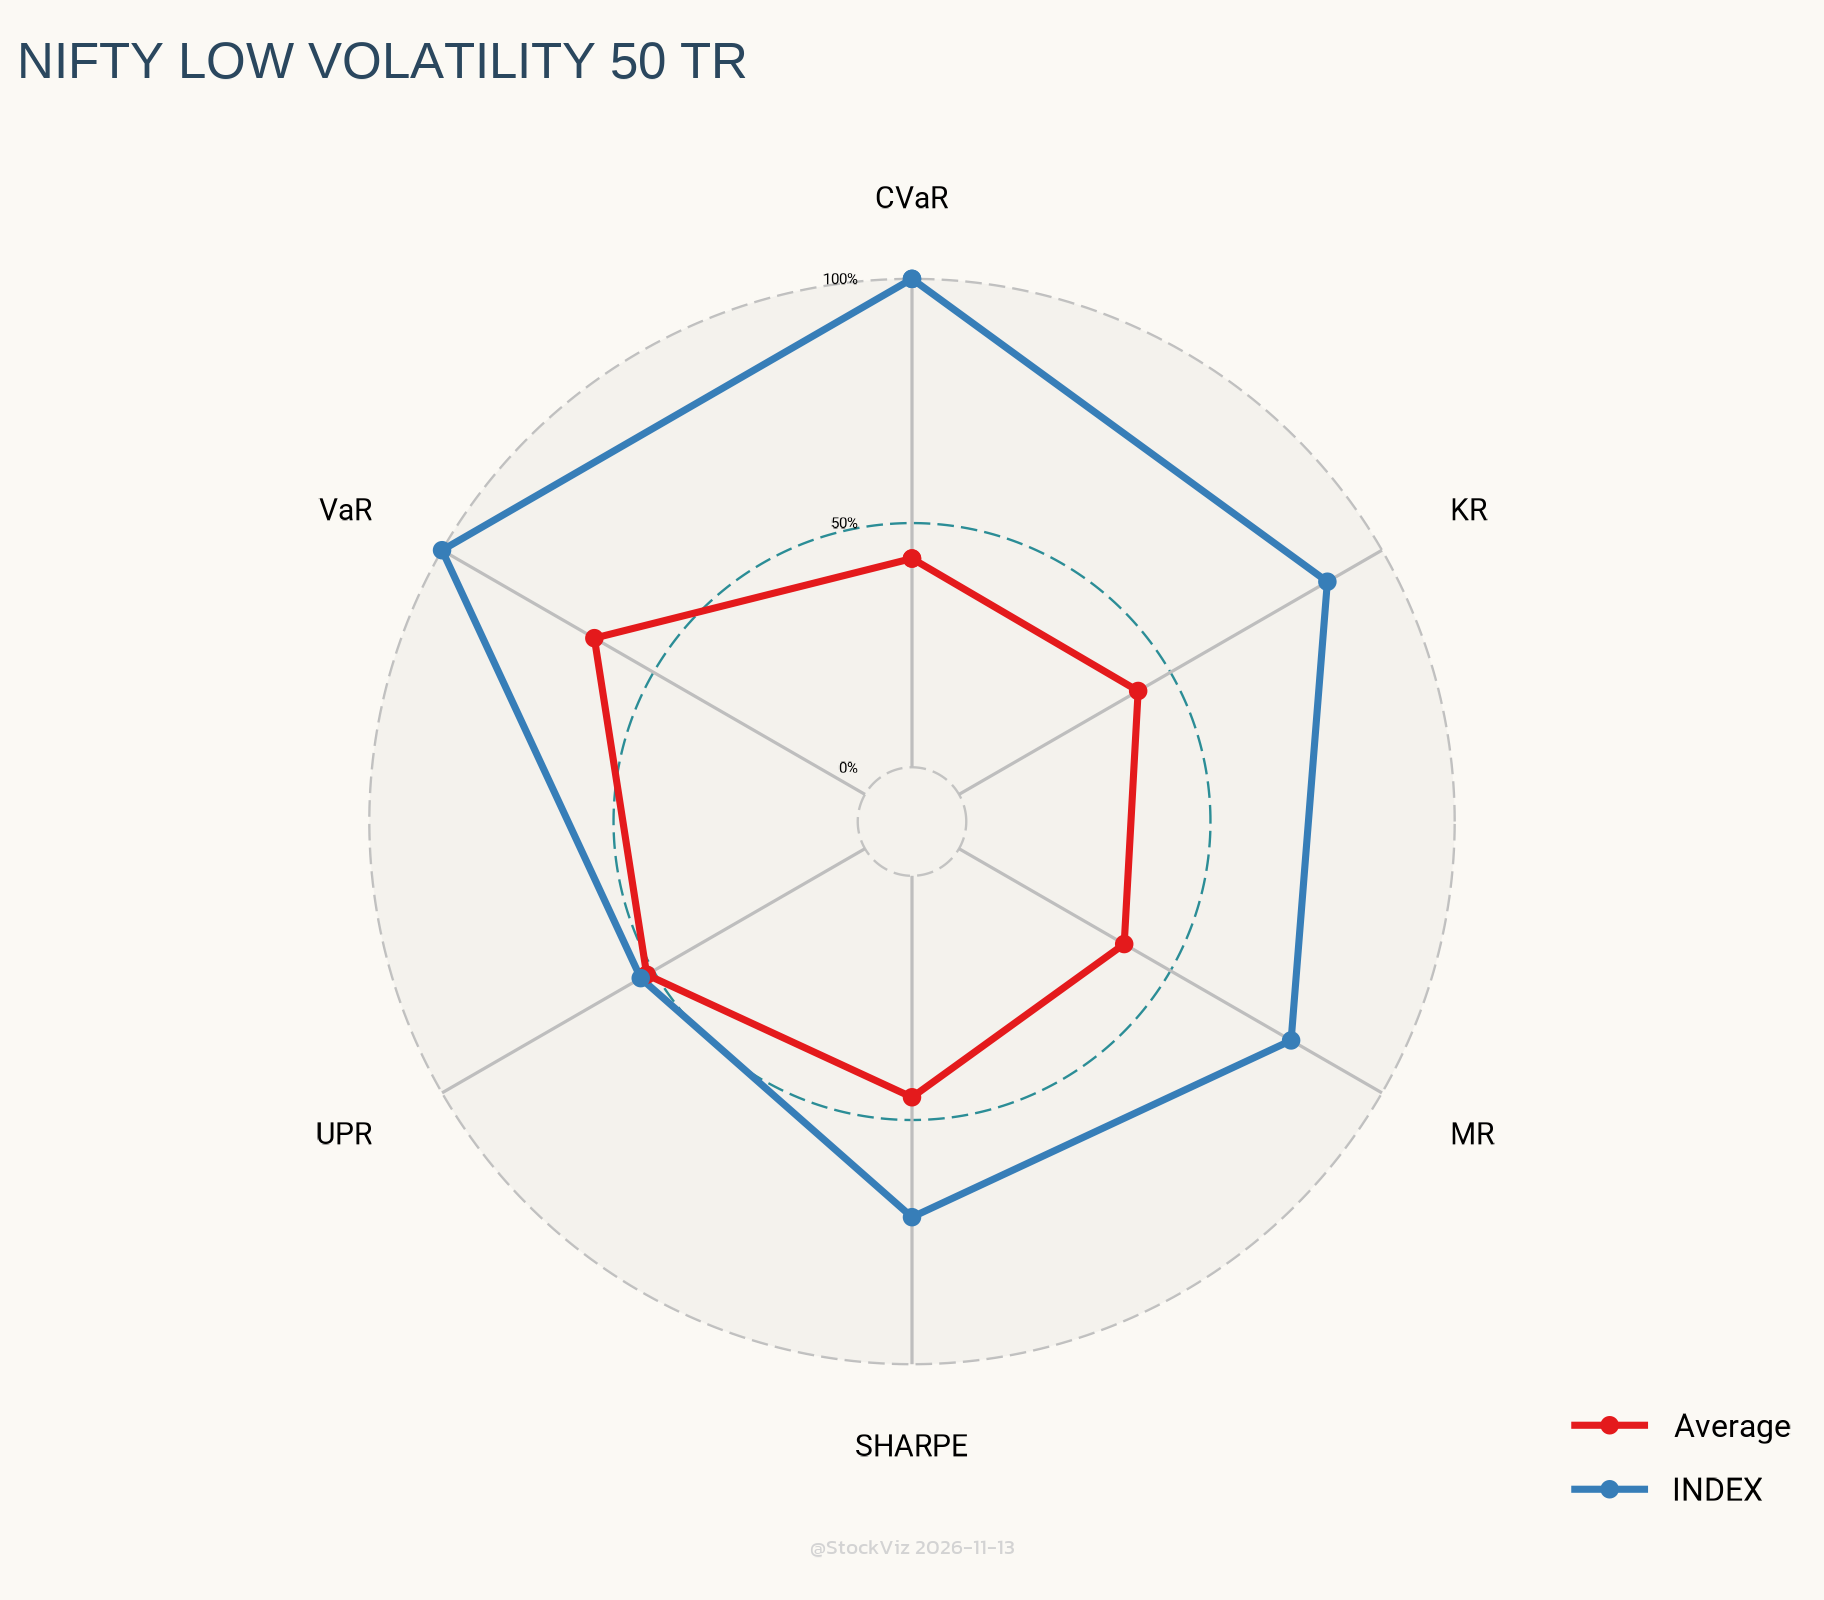 NIFTY LOW VOLATILITY 50 TR
CVaR
100%
KR
VaR
50%
0%
UPR
MR
SHARPE
Average
INDEX
@StockViz 2026-11-13